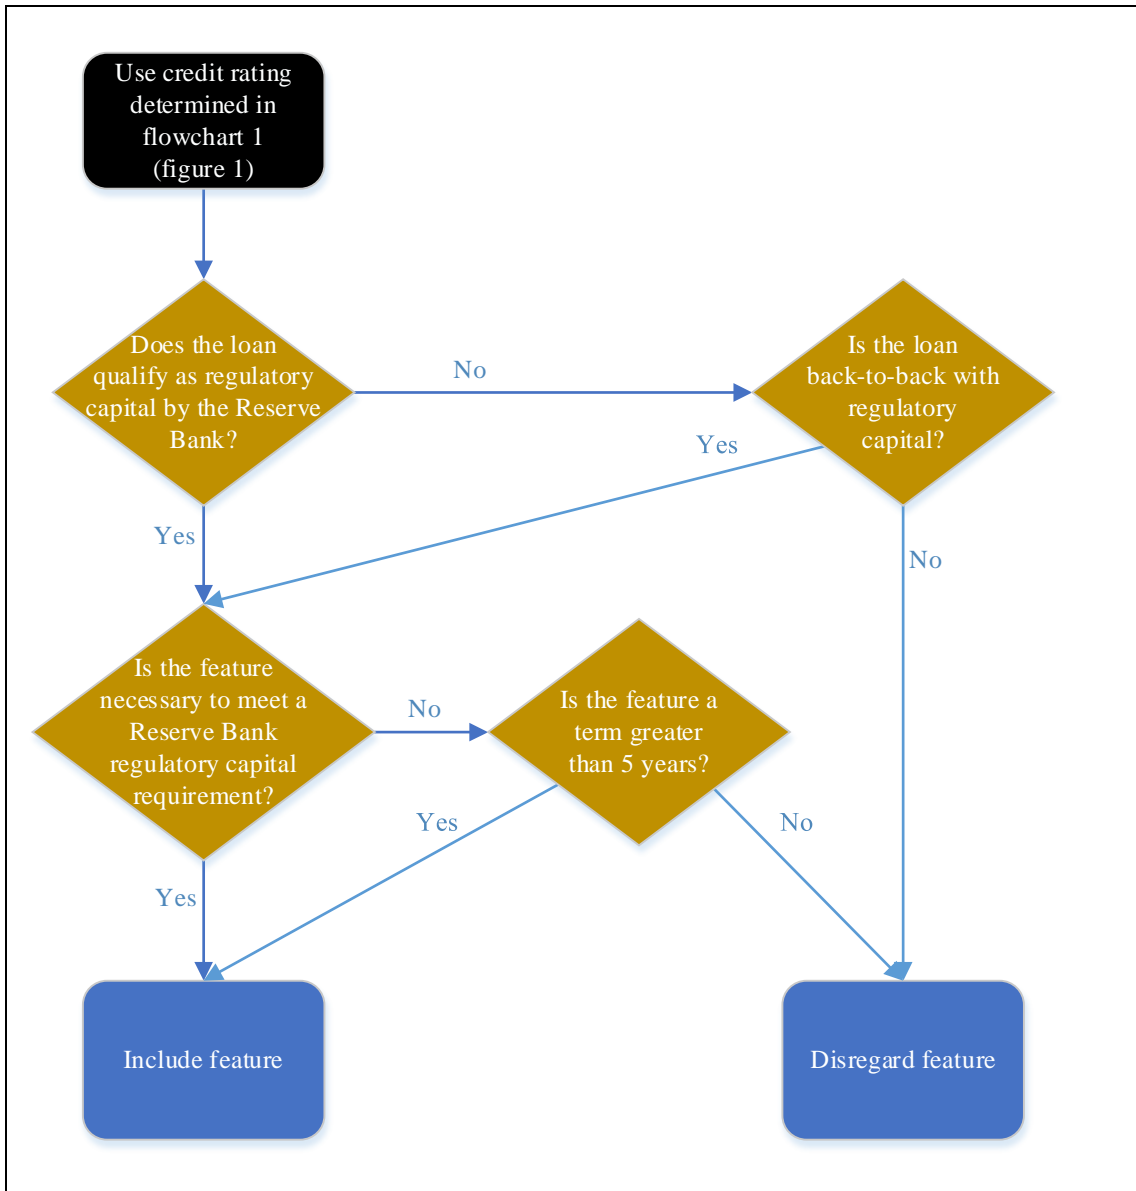 Use credit rating
determined in
flowchart 1
(figure 1)
Does the loan
qualify as regulatory
capital by the Reserve
Bank?
No
Is the loan
back-to-back with
regulatory
capital?
Yes
Yes
No
Is the feature
necessary to meet a
Reserve Bank
regulatory capital
requirement?
No
Is the feature a
term greater
than 5 years?
Yes
No
Yes
Include feature
Disregard feature